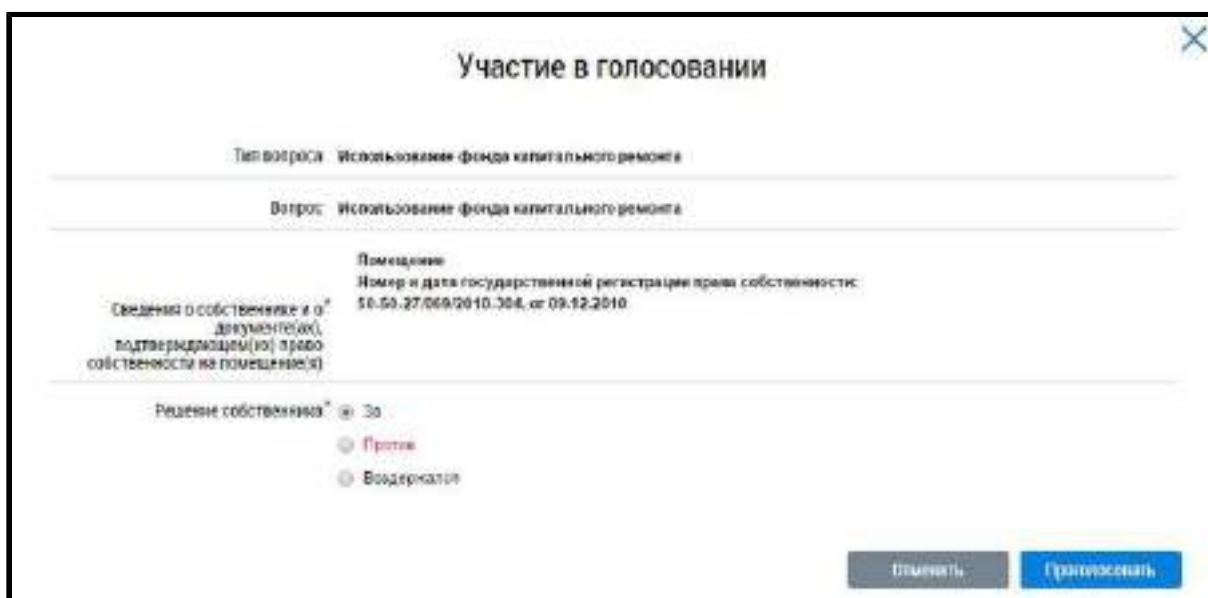 Участие в голосовании
Тип вопроса Использование фонда капитального ремонта
Вопрос: Использование фонда капитального ремонта
Помещение
Номер и дата государственной регистрации права собственности:
50-50-27/069/2010-304, от 09.12.2010
Сведения о собственнике и о*
документе(ах),
подтверждающем(их) право
собственности на помещение(я)
Решение собственника* За
Против
Воздержался
Отменить Проголосовать